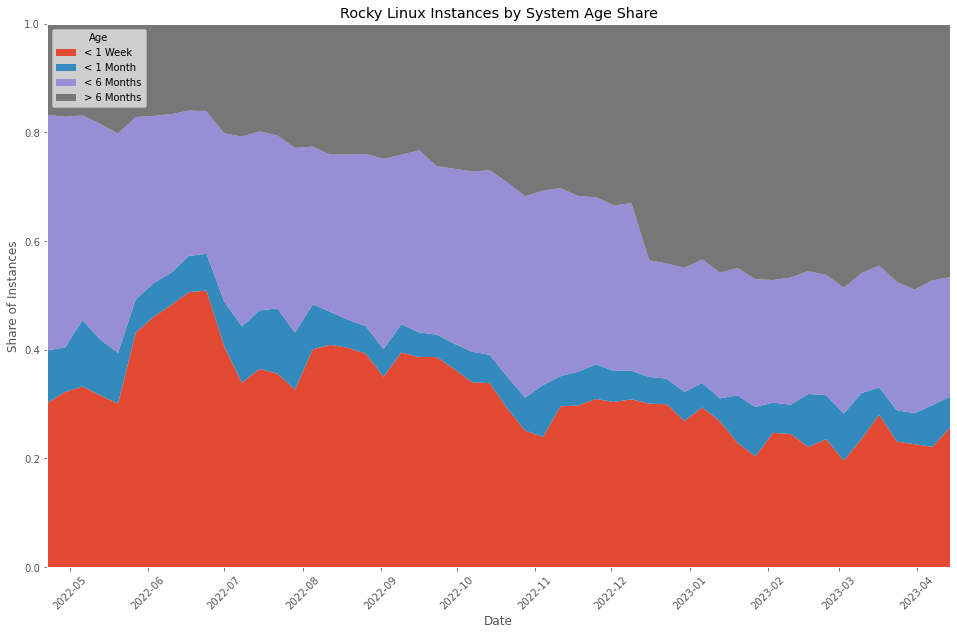 Rocky Linux Instances by System Age Share
Age
< 1 Week
< 1 Month
< 6 Months
> 6 Months
Share of Instances
1.0
0.8
0.6
0.4
0.2
0.0
2022-05
2022-06
2022-07
2022-08
2022-09
2022-10
2022-11
2022-12
2023-01
2023-02
2023-03
2023-04
Date